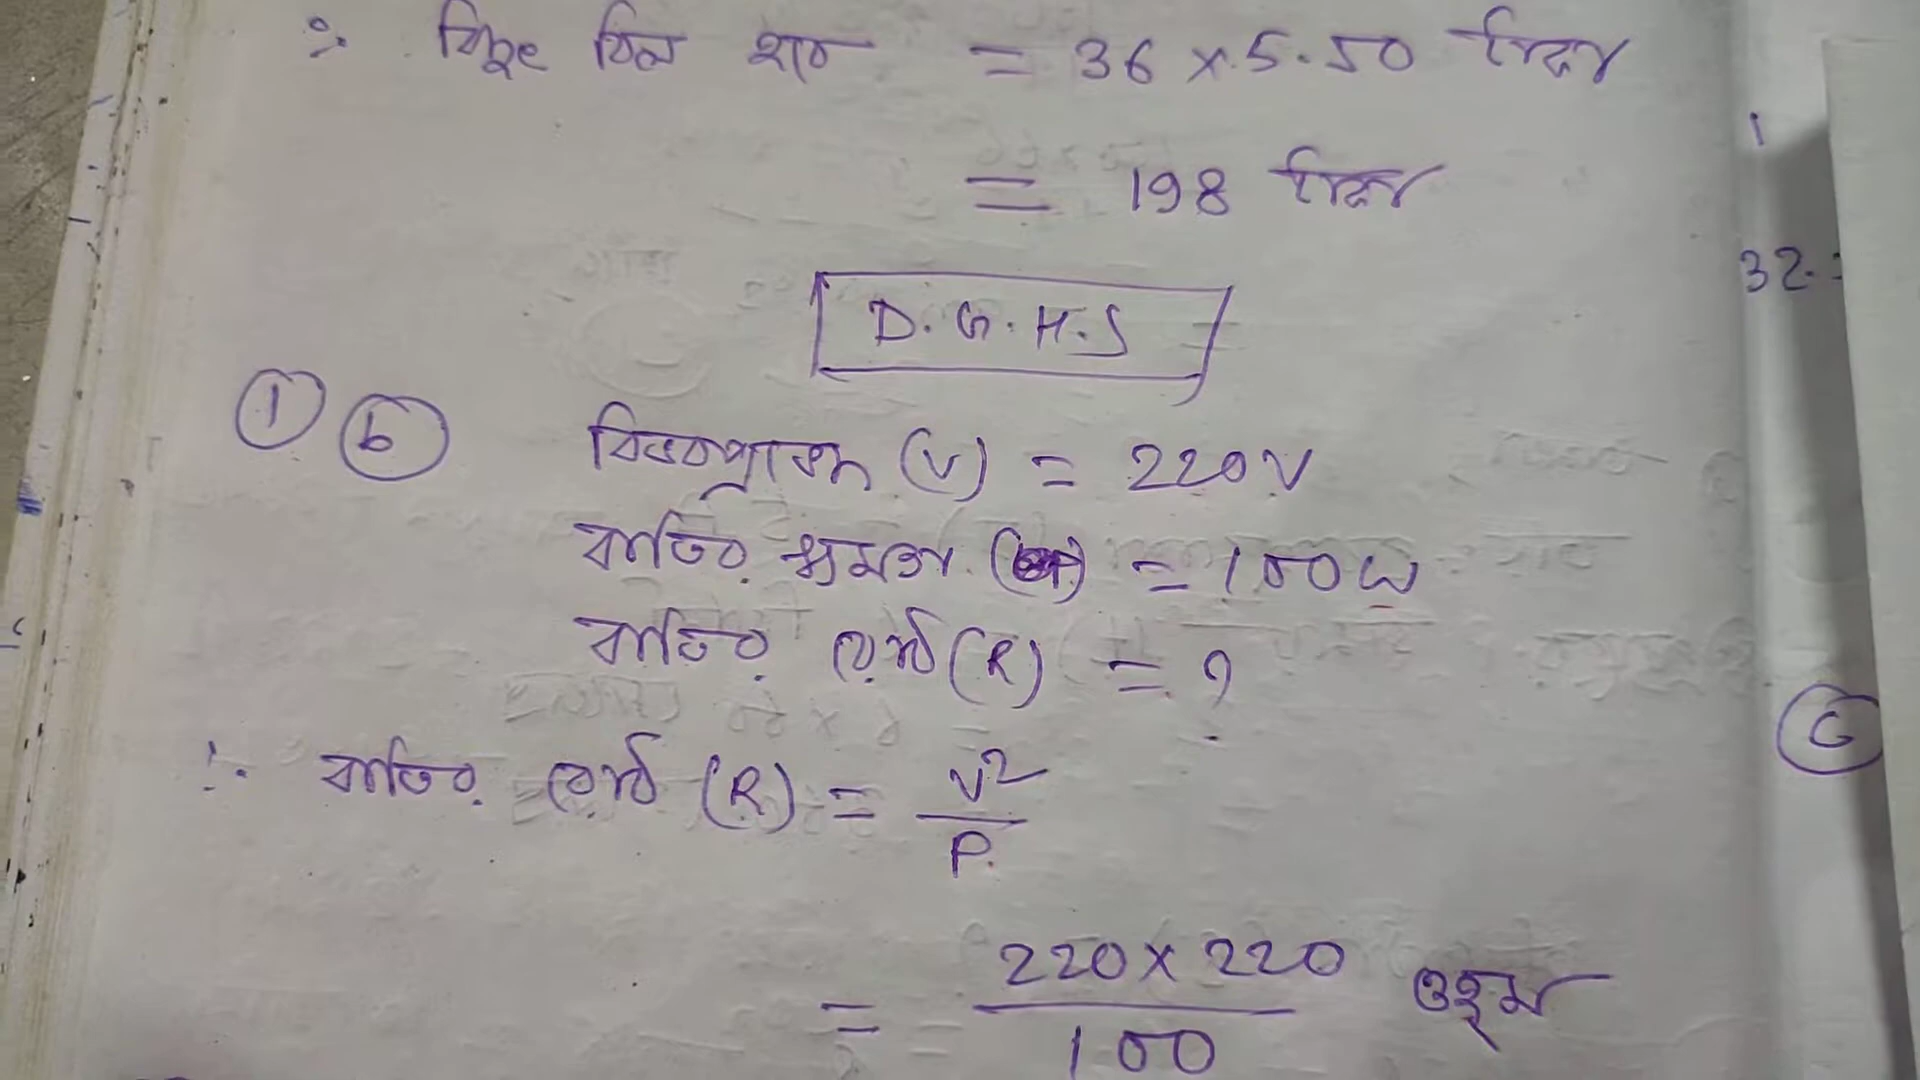 ∴ বিদ্যুৎ বিল হবে = 36 × 5.50 টাকা
= 198 টাকা
D.G.H.S
① ⓑ বিভবপ্রভেদ (V) = 220V
বাতির ক্ষমতা = 100W
বাতির রোধ (R) = ?
∴ বাতির রোধ (R) = V²/P
= 220 × 220 / 100 ওহম
32.
C